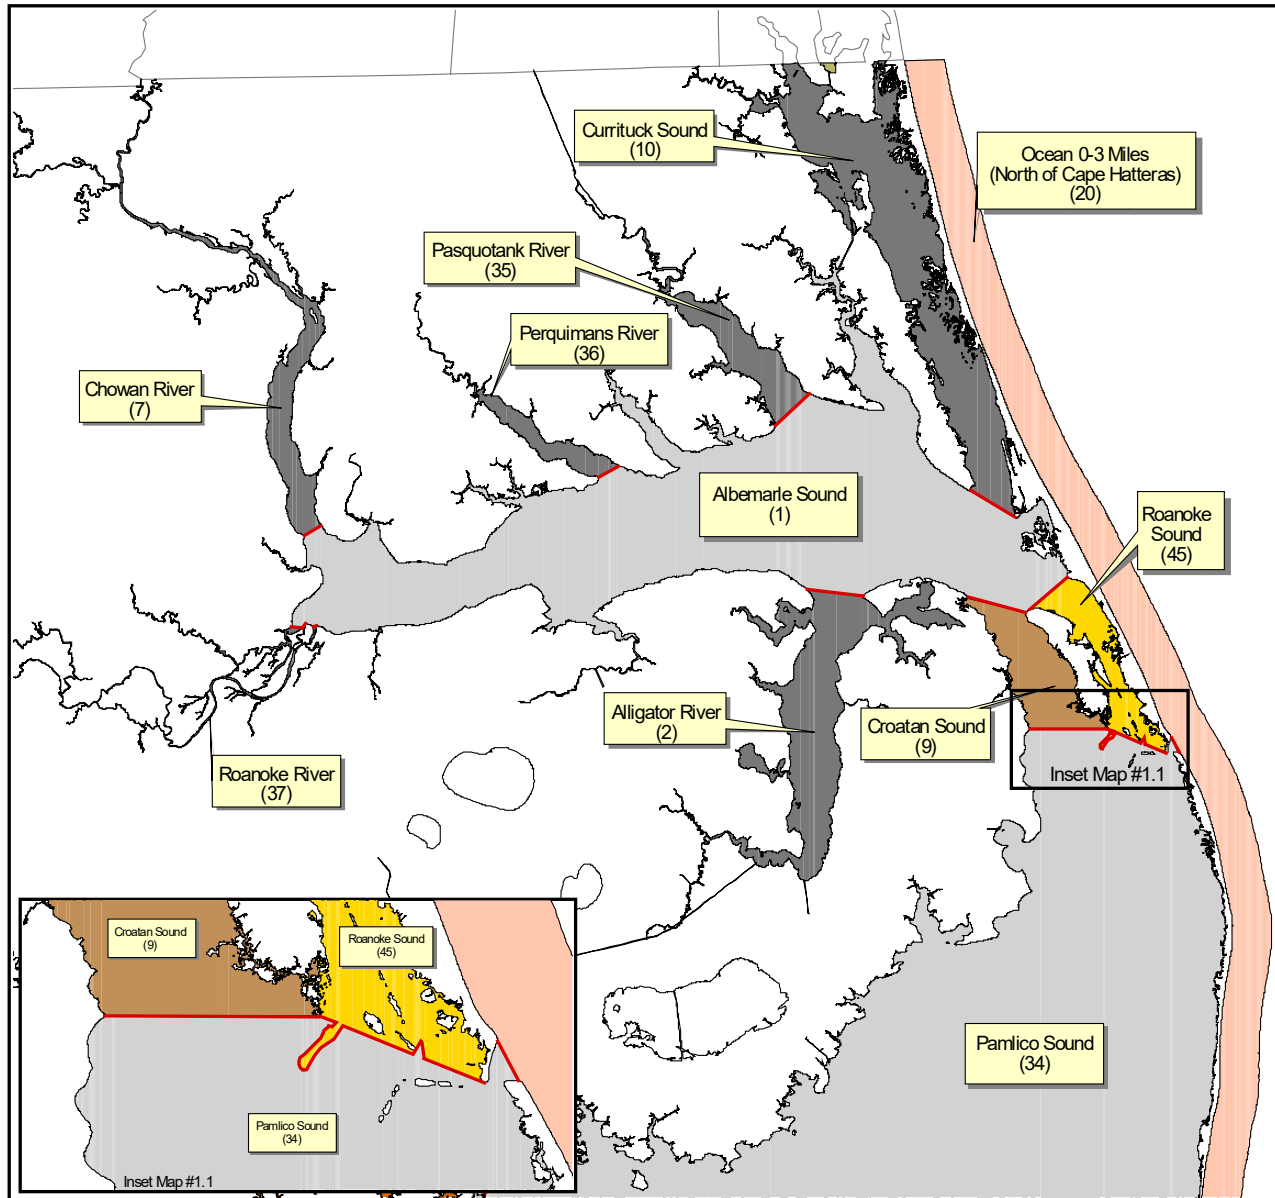 Currituck Sound
(10)
Ocean 0-3 Miles
(North of Cape Hatteras)
(20)
Pasquotank River
(35)
Perquimans River
(36)
Chowan River
(7)
Albemarle Sound
(1)
Roanoke
Sound
(45)
Alligator River
(2)
Croatan Sound
(9)
Roanoke River
(37)
Inset Map #1.1
Croatan Sound
(9)
Roanoke Sound
(45)
Pamlico Sound
(34)
Pamlico Sound
(34)
Inset Map #1.1